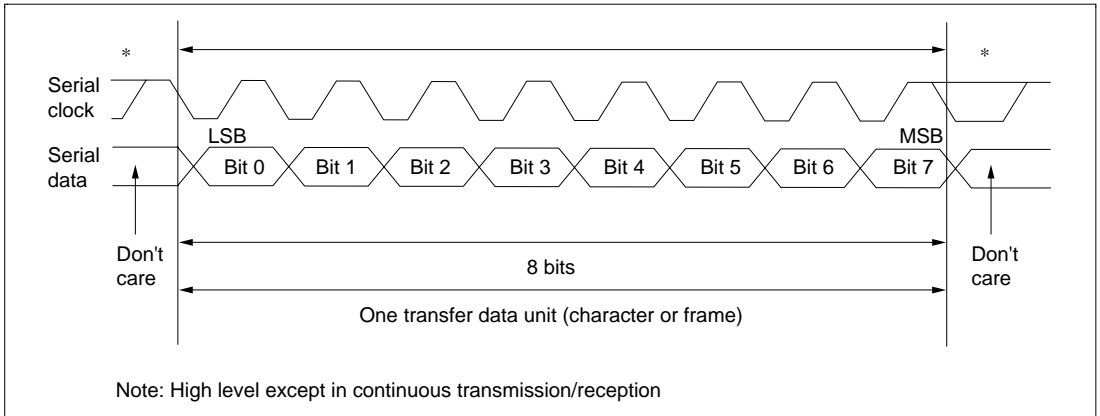 * *
Serial
clock
LSB MSB
Serial
data
Bit 0 Bit 1 Bit 2 Bit 3 Bit 4 Bit 5 Bit 6 Bit 7
Don't
care
Don't
care
8 bits
One transfer data unit (character or frame)
Note: High level except in continuous transmission/reception